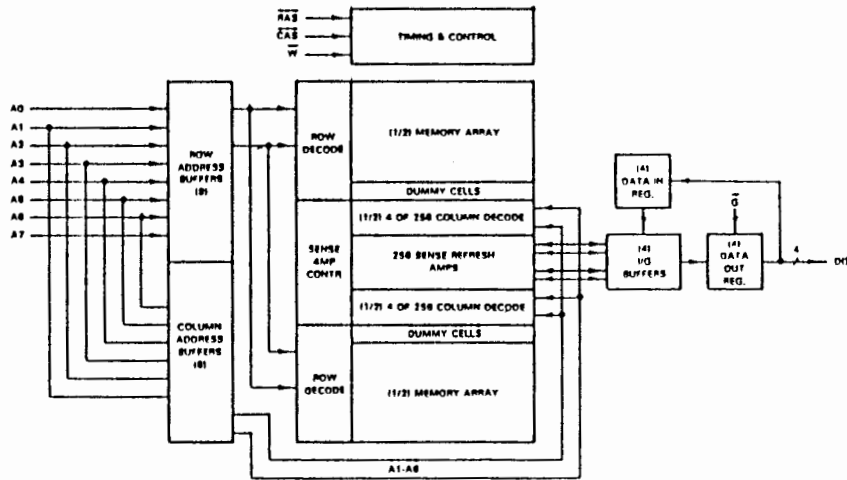 RAS
CAS
W
TIMING & CONTROL
A0
A1
A2
A3
A4
A5
A6
A7
ROW
ADDRESS
BUFFERS
(8)
COLUMN
ADDRESS
BUFFERS
(6)
ROW
DECODE
(1/2) MEMORY ARRAY
DUMMY CELLS
(1/2) 4 OF 256 COLUMN DECODE
SENSE
AMP
CONTR
256 SENSE REFRESH
AMPS
(1/2) 4 OF 256 COLUMN DECODE
DUMMY CELLS
ROW
DECODE
(1/2) MEMORY ARRAY
A1-A6
(4)
DATA IN
REG.
G
(4)
I/O
BUFFERS
(4)
DATA
OUT
REG.
4